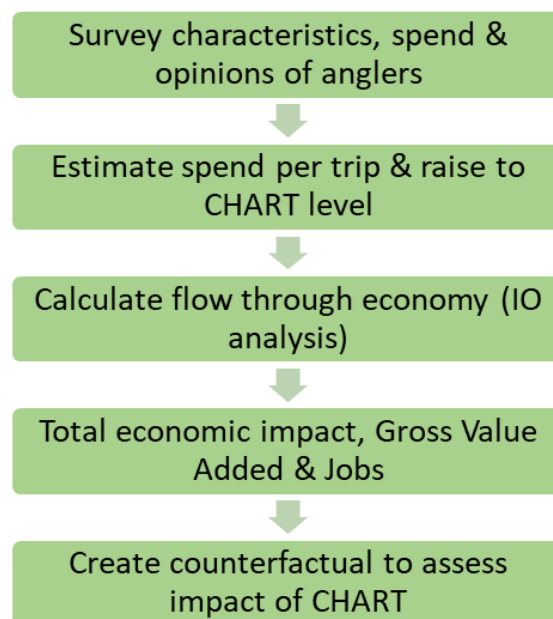 Survey characteristics, spend &
opinions of anglers
Estimate spend per trip & raise to
CHART level
Calculate flow through economy (IO
analysis)
Total economic impact, Gross Value
Added & Jobs
Create counterfactual to assess
impact of CHART